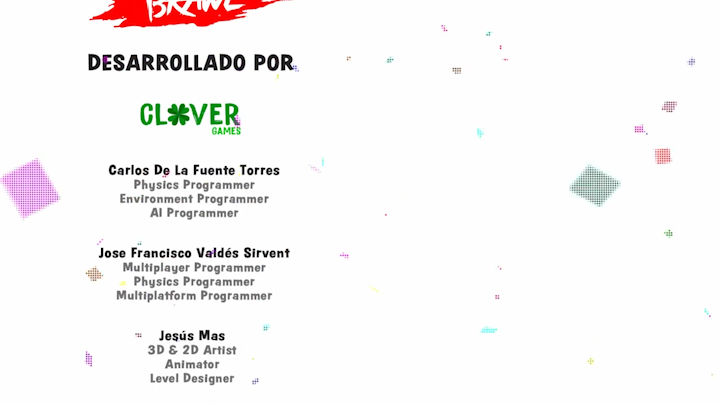 BRAWL
DESARROLLADO POR
CLOVER
GAMES
Carlos De La Fuente Torres
Physics Programmer
Environment Programmer
AI Programmer
Jose Francisco Valdés Sirvent
Multiplayer Programmer
Physics Programmer
Multiplatform Programmer
Jesús Mas
3D & 2D Artist
Animator
Level Designer